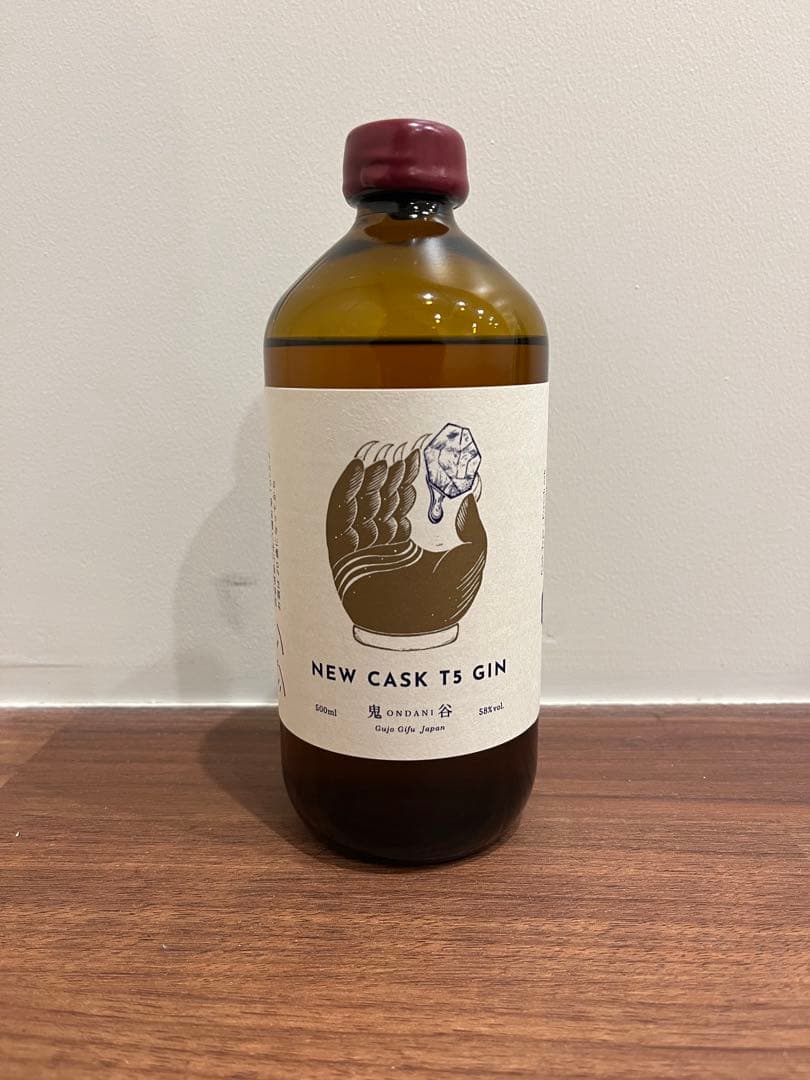 NEW CASK T5 GIN
500ml 鬼 ONDANI 谷 58%vol.
Gujo Gifu Japan